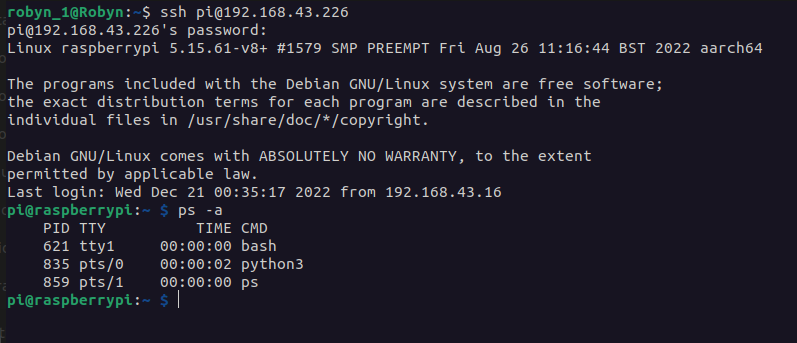 robyn_1@Robyn:~$ ssh pi@192.168.43.226
pi@192.168.43.226's password:
Linux raspberrypi 5.15.61-v8+ #1579 SMP PREEMPT Fri Aug 26 11:16:44 BST 2022 aarch64

The programs included with the Debian GNU/Linux system are free software;
the exact distribution terms for each program are described in the
individual files in /usr/share/doc/*/copyright.

Debian GNU/Linux comes with ABSOLUTELY NO WARRANTY, to the extent
permitted by applicable law.
Last login: Wed Dec 21 00:35:17 2022 from 192.168.43.16
pi@raspberrypi:~ $ ps -a
    PID TTY          TIME CMD
    621 tty1     00:00:00 bash
    835 pts/0    00:00:02 python3
    859 pts/1    00:00:00 ps
pi@raspberrypi:~ $